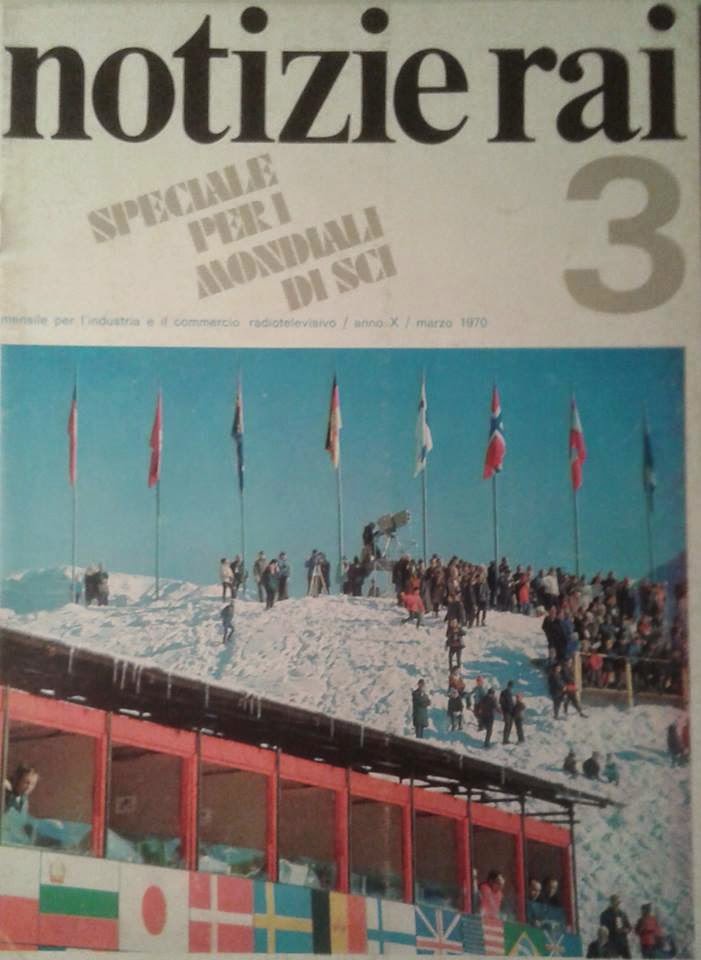 notizie rai
3
SPECIALE
PER I
MONDIALI
DI SCI
mensile per l'industria e il commercio radiotelevisivo / anno X / marzo 1970